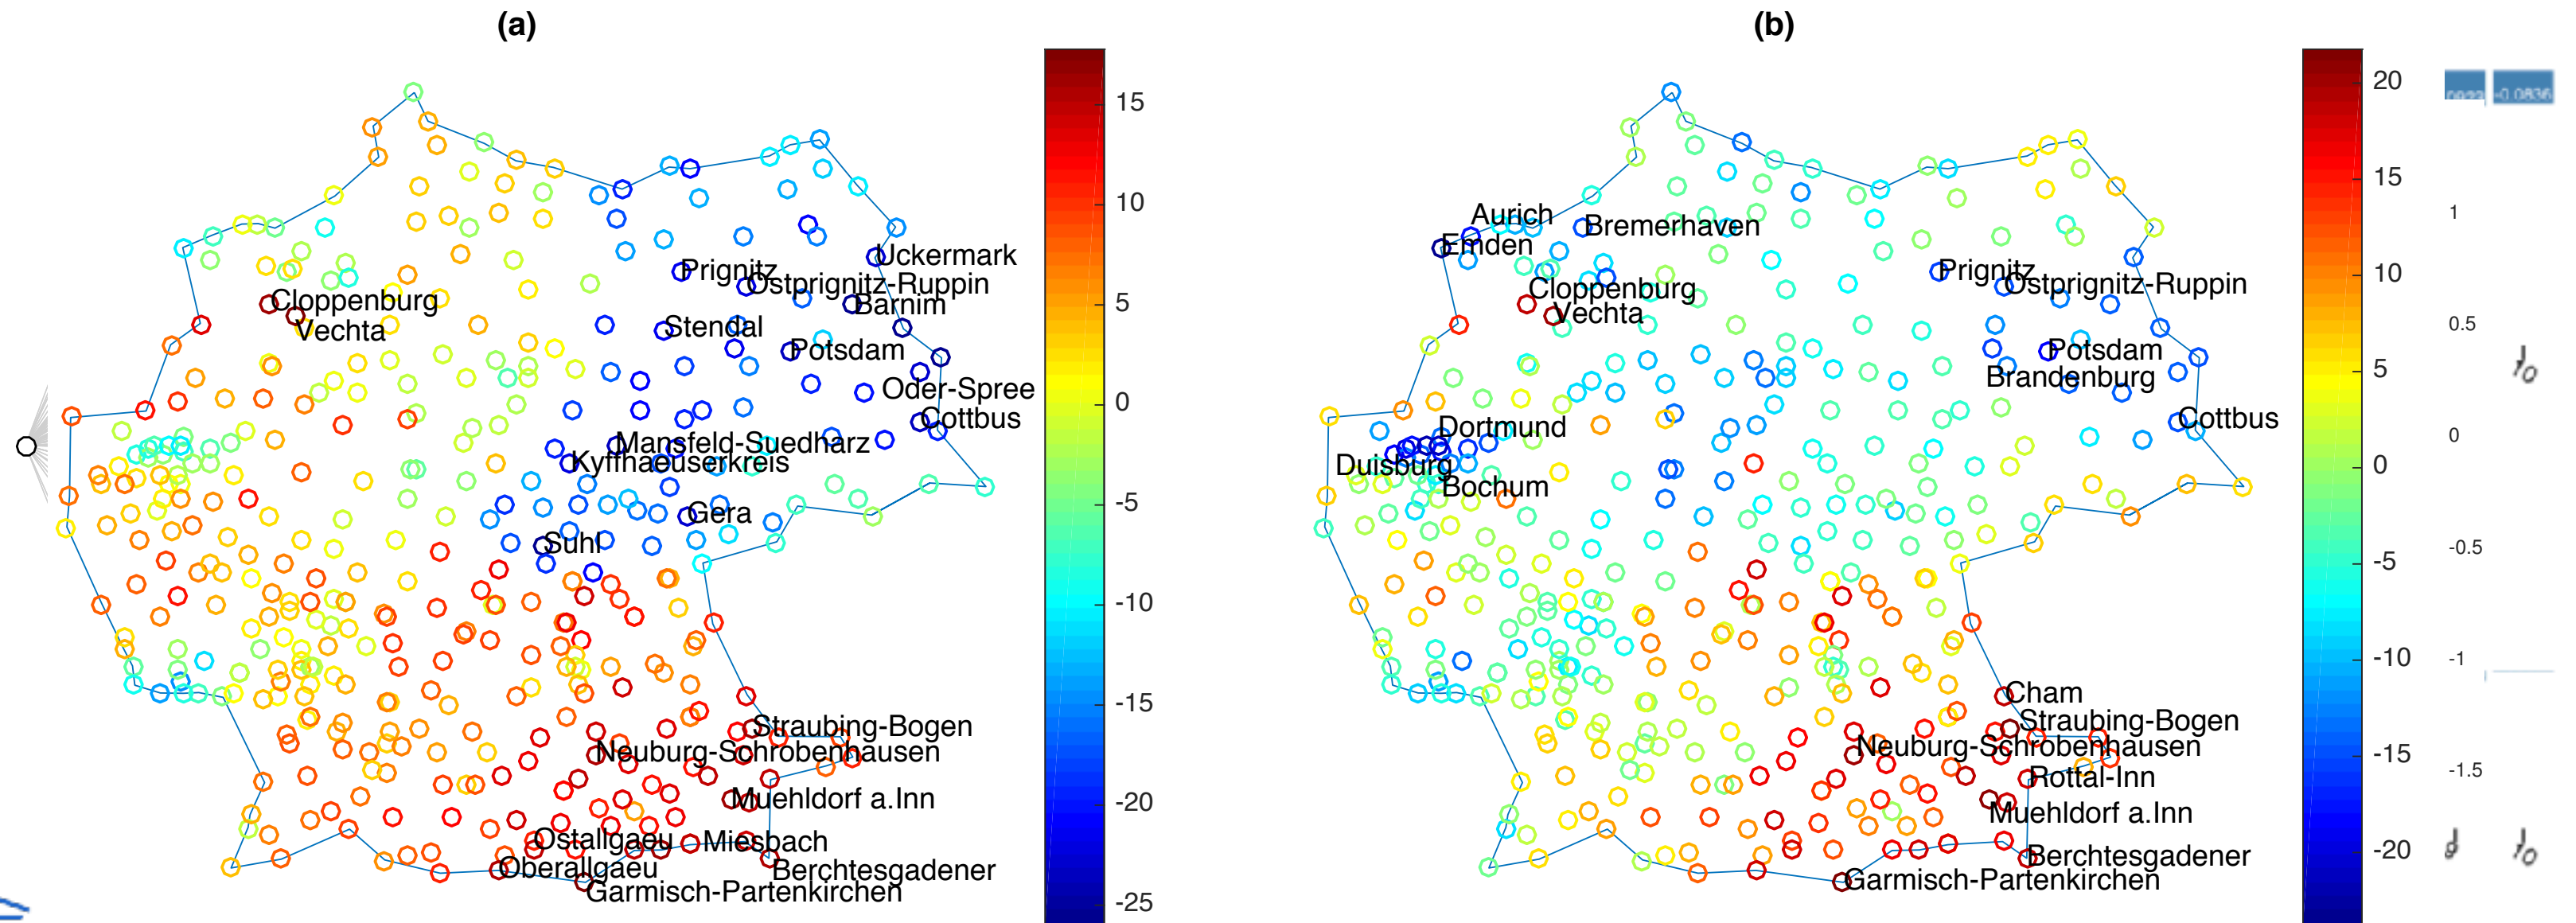 (a)
Uckermark
Prignitz
Ostprignitz-Ruppin
Barnim
Cloppenburg
Vechta
Stendal
Potsdam
Oder-Spree
Cottbus
Mansfeld-Suedharz
Kyffhaeuserkreis
Gera
Suhl
Straubing-Bogen
Neuburg-Schrobenhausen
Muehldorf a.Inn
Ostallgaeu
Miesbach
Oberallgaeu
Berchtesgadener
Garmisch-Partenkirchen
15
10
5
0
-5
-10
-15
-20
-25
(b)
Aurich
Bremerhaven
Emden
Prignitz
Ostprignitz-Ruppin
Cloppenburg
Vechta
Potsdam
Brandenburg
Cottbus
Dortmund
Duisburg
Bochum
Cham
Straubing-Bogen
Neuburg-Schrobenhausen
Rottal-Inn
Muehldorf a.Inn
Berchtesgadener
Garmisch-Partenkirchen
20
15
10
5
0
-5
-10
-15
-20
-0.0836
1
0.5
0
-0.5
-1
-1.5